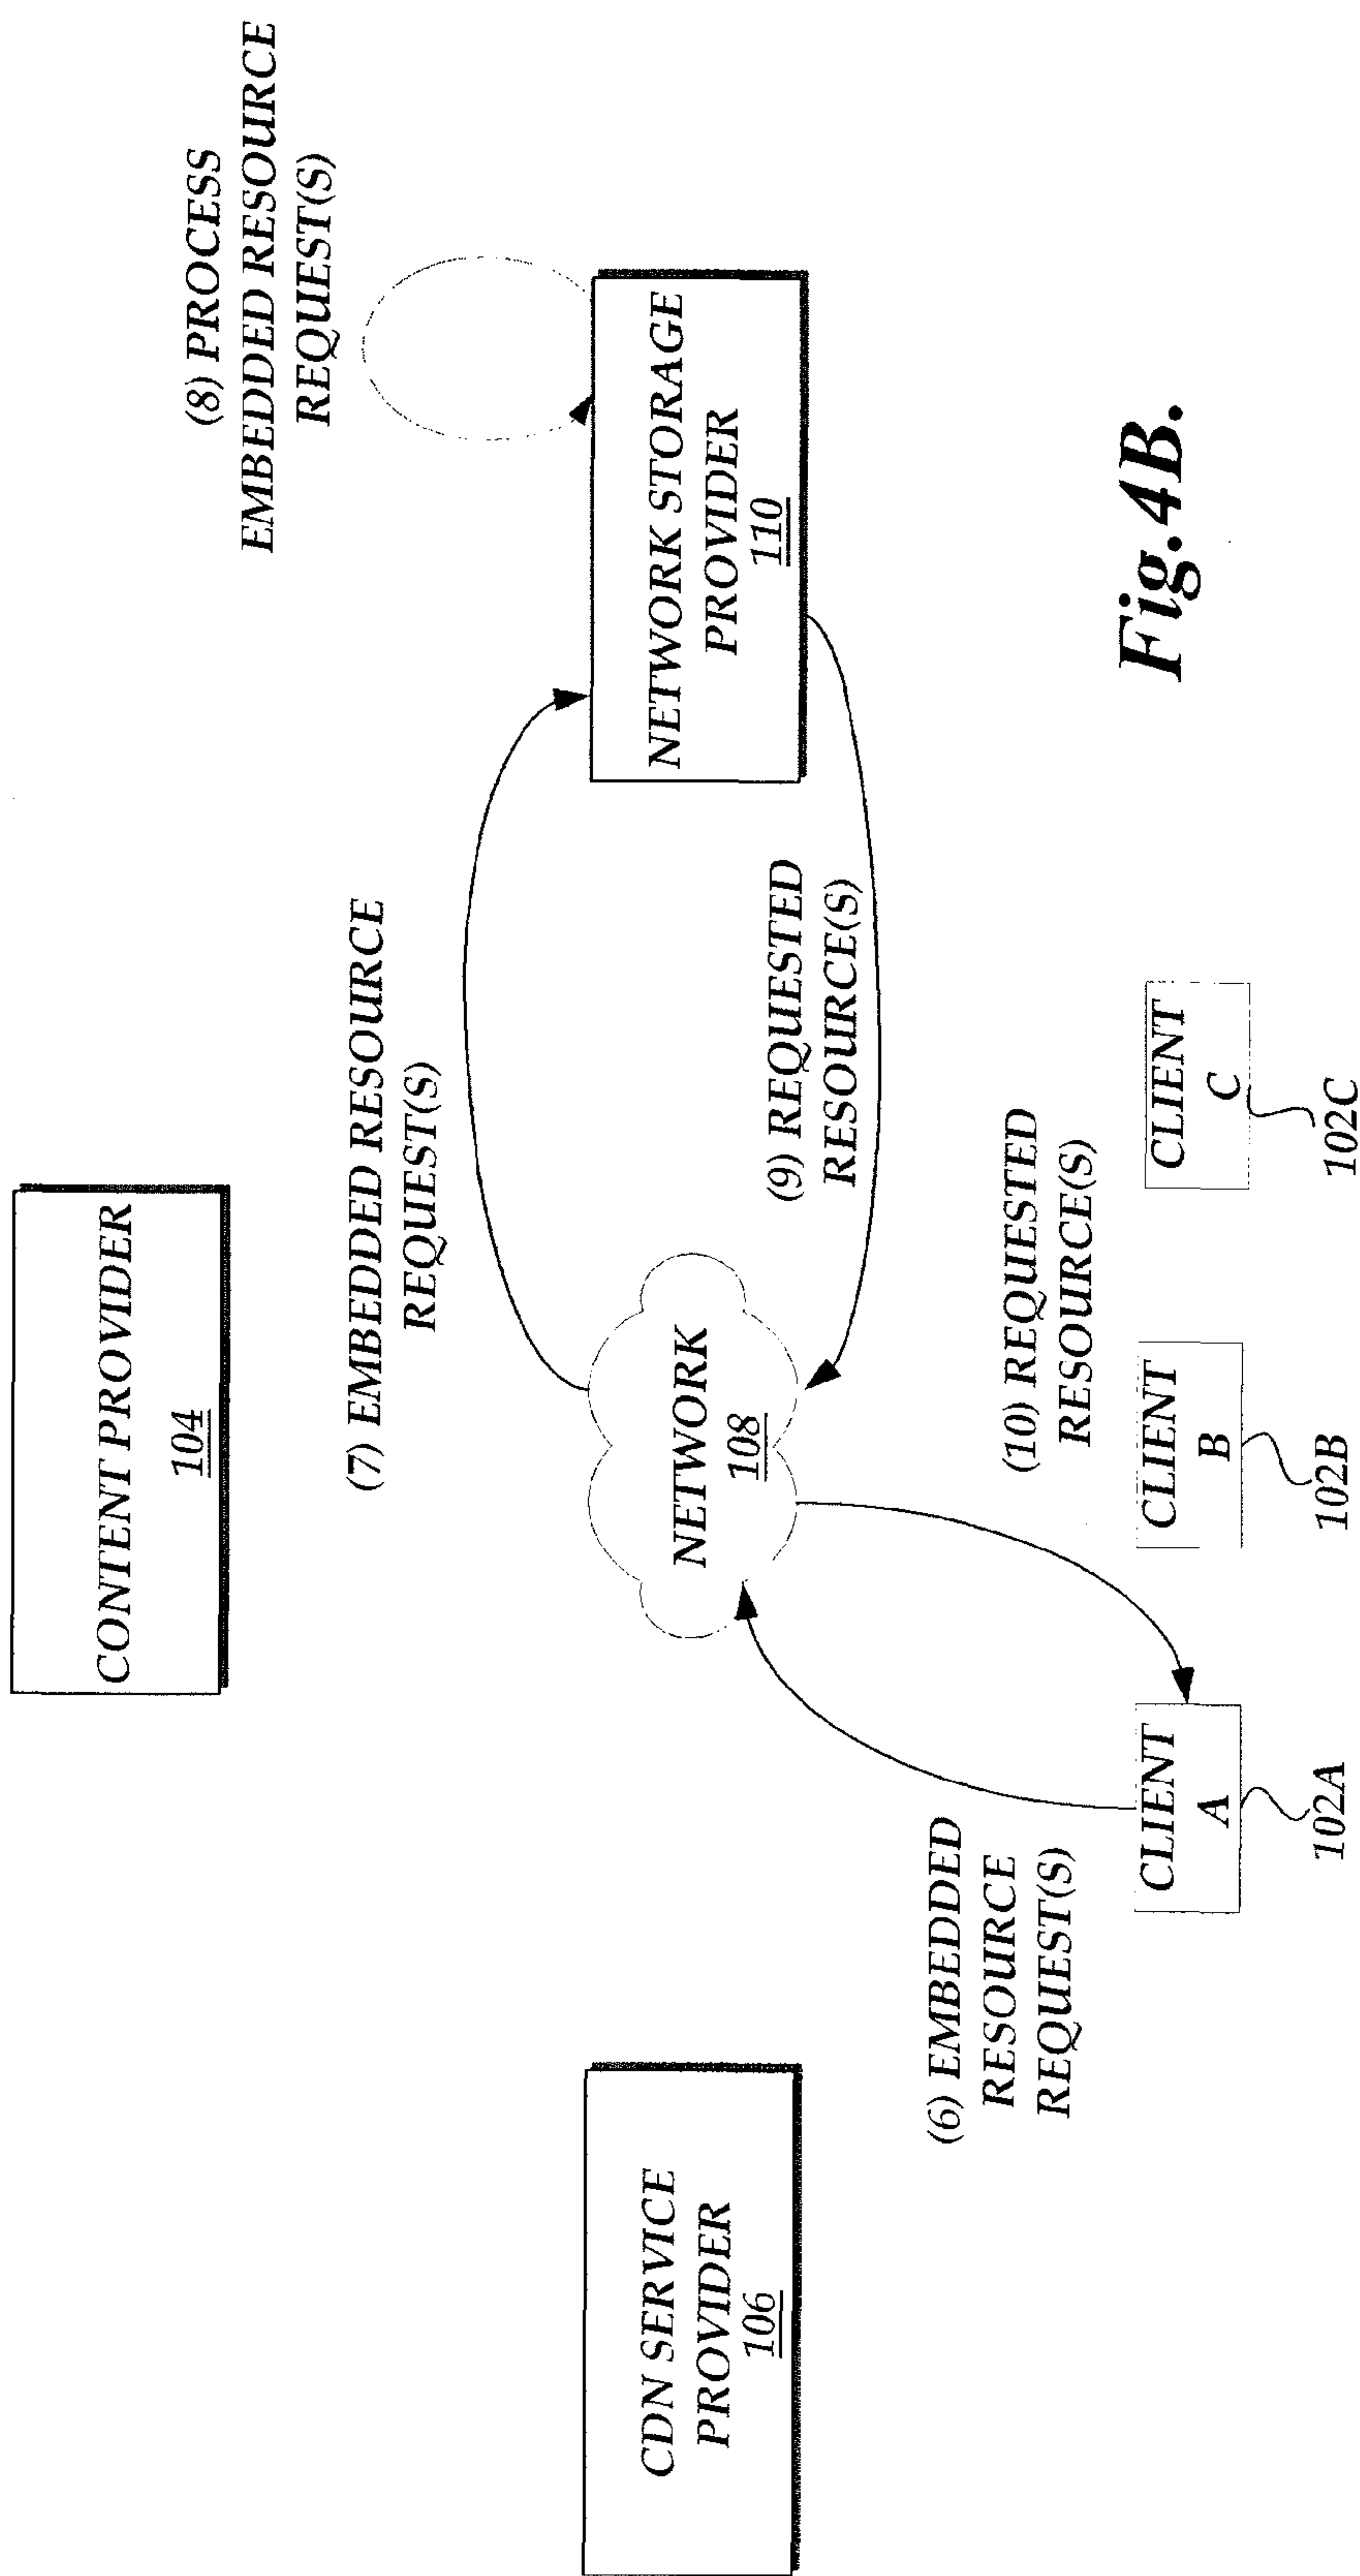 CONTENT PROVIDER
104
(8) PROCESS
EMBEDDED RESOURCE
REQUEST(S)
(7) EMBEDDED RESOURCE
REQUEST(S)
CDN SERVICE
PROVIDER
106
NETWORK
108
NETWORK STORAGE
PROVIDER
110
(9) REQUESTED
RESOURCE(S)
(6) EMBEDDED
RESOURCE
REQUEST(S)
(10) REQUESTED
RESOURCE(S)
CLIENT
A
102A
CLIENT
B
102B
CLIENT
C
102C
Fig.4B.